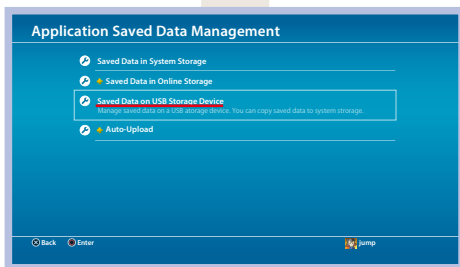 Application Saved Data Management
Saved Data in System Storage
Saved Data in Online Storage
Saved Data on USB Storage Device
Manage saved data on a USB atorage device. You can copy saved data to system strorage.
Auto-Upload
Back Enter jump